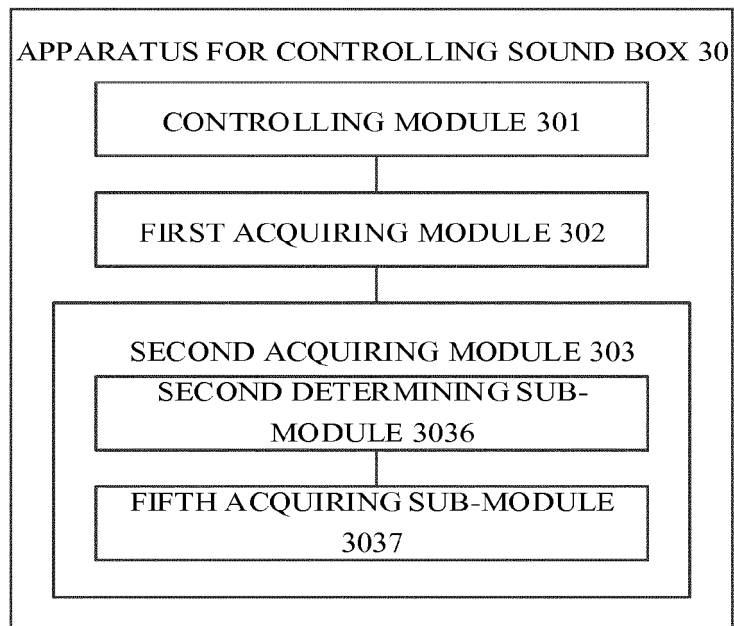 APPARATUS FOR CONTROLLING SOUND BOX 30
CONTROLLING MODULE 301
FIRST ACQUIRING MODULE 302
SECOND ACQUIRING MODULE 303
SECOND DETERMINING SUB-
MODULE 3036
FIFTH ACQUIRING SUB-MODULE
3037